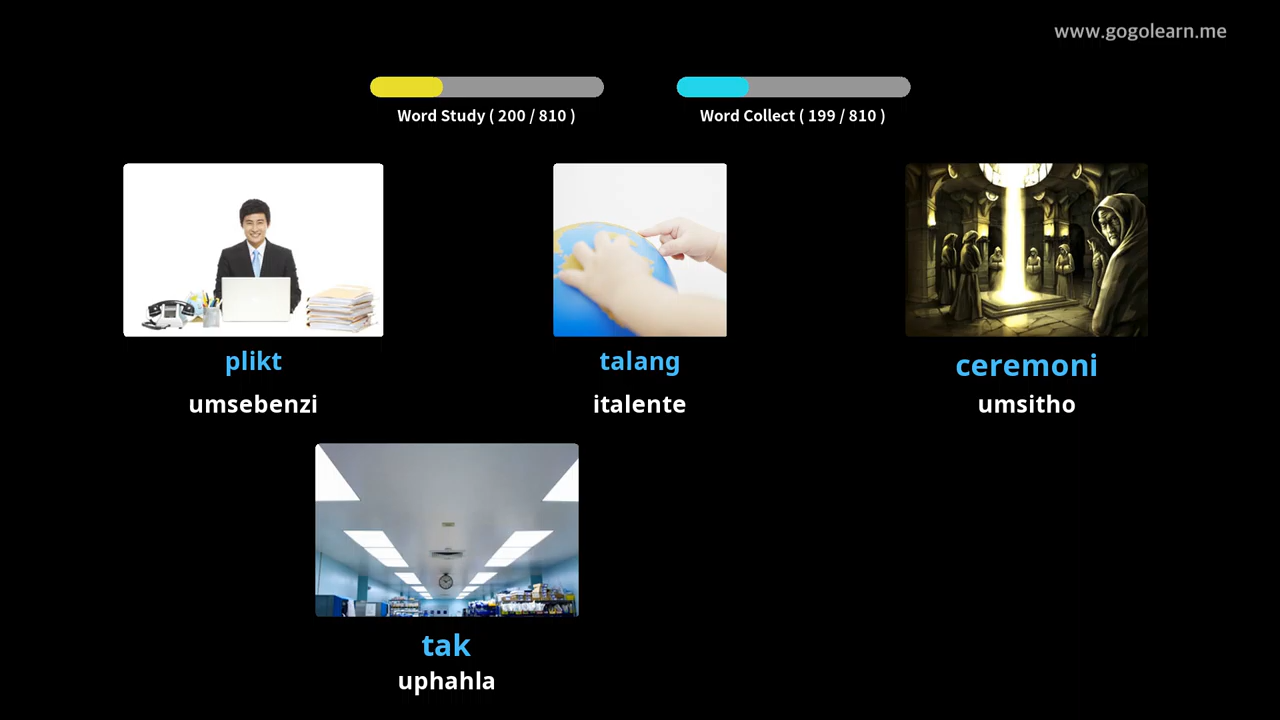 www.gogolearn.me
Word Study ( 200 / 810 )
Word Collect ( 199 / 810 )
plikt
umsebenzi
talang
italente
ceremoni
umsitho
tak
uphahla